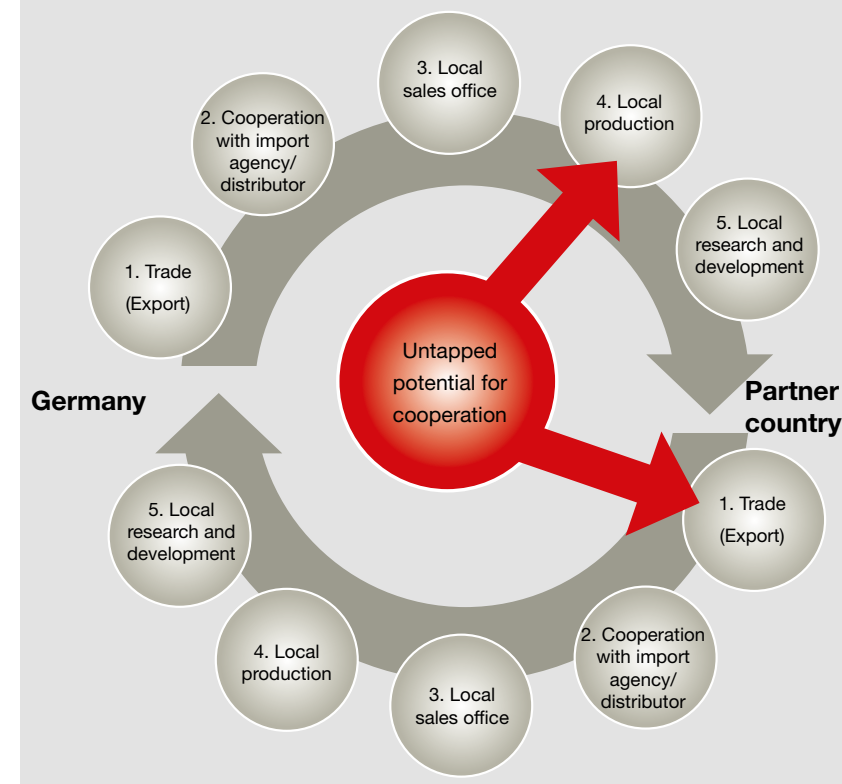 3. Local
sales office
4. Local
production
2. Cooperation
with import
agency/
distributor
5. Local
research and
development
1. Trade
(Export)
Untapped
potential for
cooperation
Germany
Partner
country
5. Local
research and
development
1. Trade
(Export)
4. Local
production
2. Cooperation
with import
agency/
distributor
3. Local
sales office